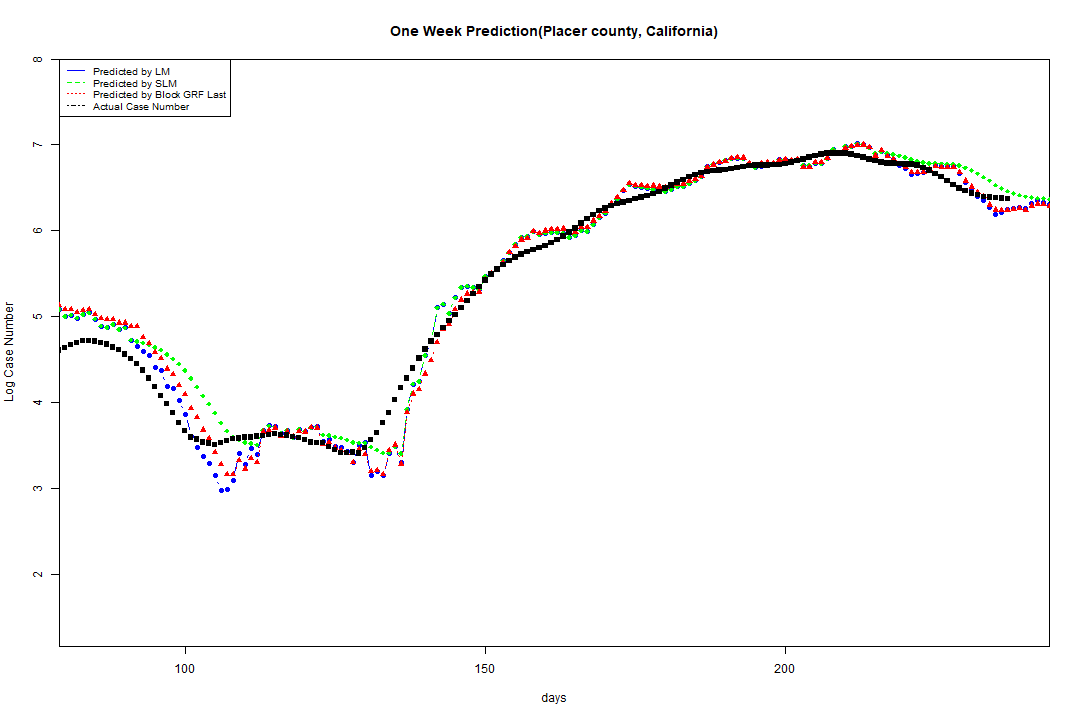 One Week Prediction(Placer county, California)
Predicted by LM
Predicted by SLM
Predicted by Block GRF Last
Actual Case Number
8
7
6
5
4
3
2
Log Case Number
100 150 200
days